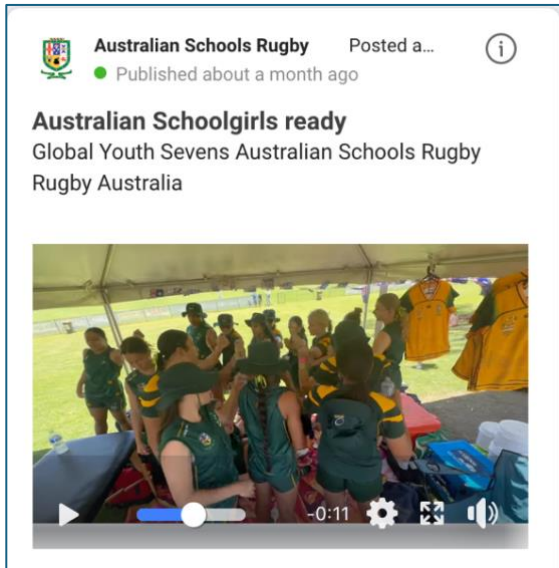 Australian Schools Rugby Posted a...
Published about a month ago
Australian Schoolgirls ready
Global Youth Sevens Australian Schools Rugby
Rugby Australia
-0:11